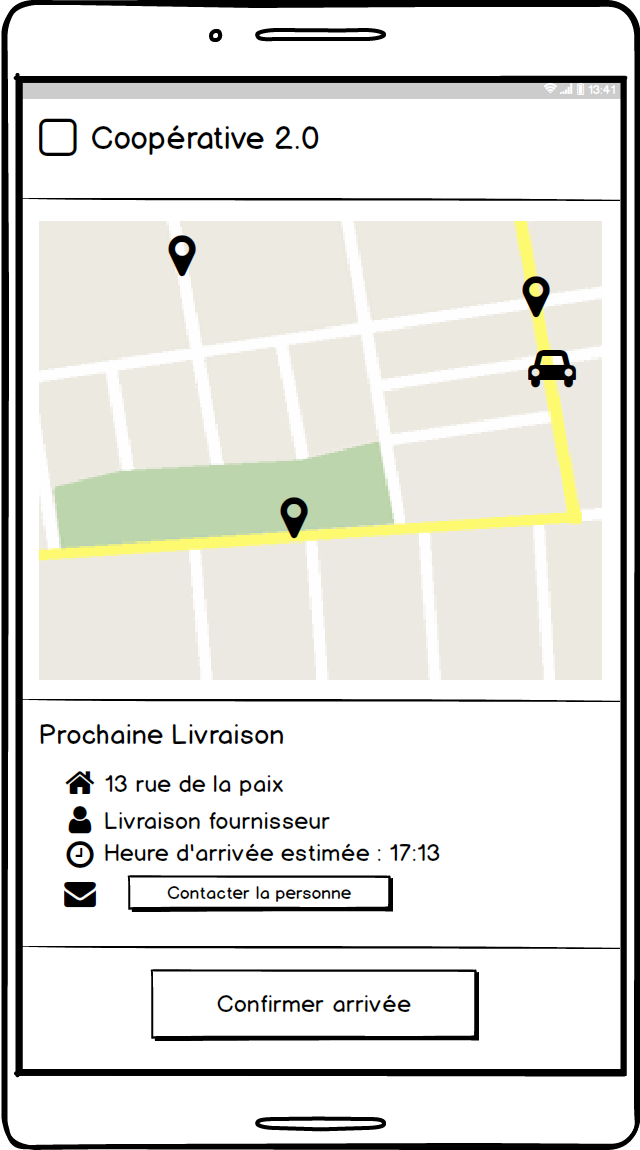 13:41
Coopérative 2.0
Prochaine Livraison
13 rue de la paix
Livraison fournisseur
Heure d'arrivée estimée : 17:13
Contacter la personne
Confirmer arrivée